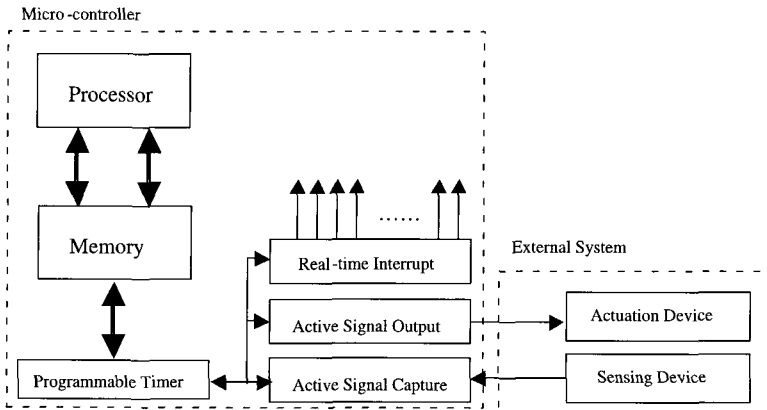 Micro-controller
Processor
Memory
......
Real-time Interrupt
External System
Active Signal Output
Actuation Device
Programmable Timer
Active Signal Capture
Sensing Device